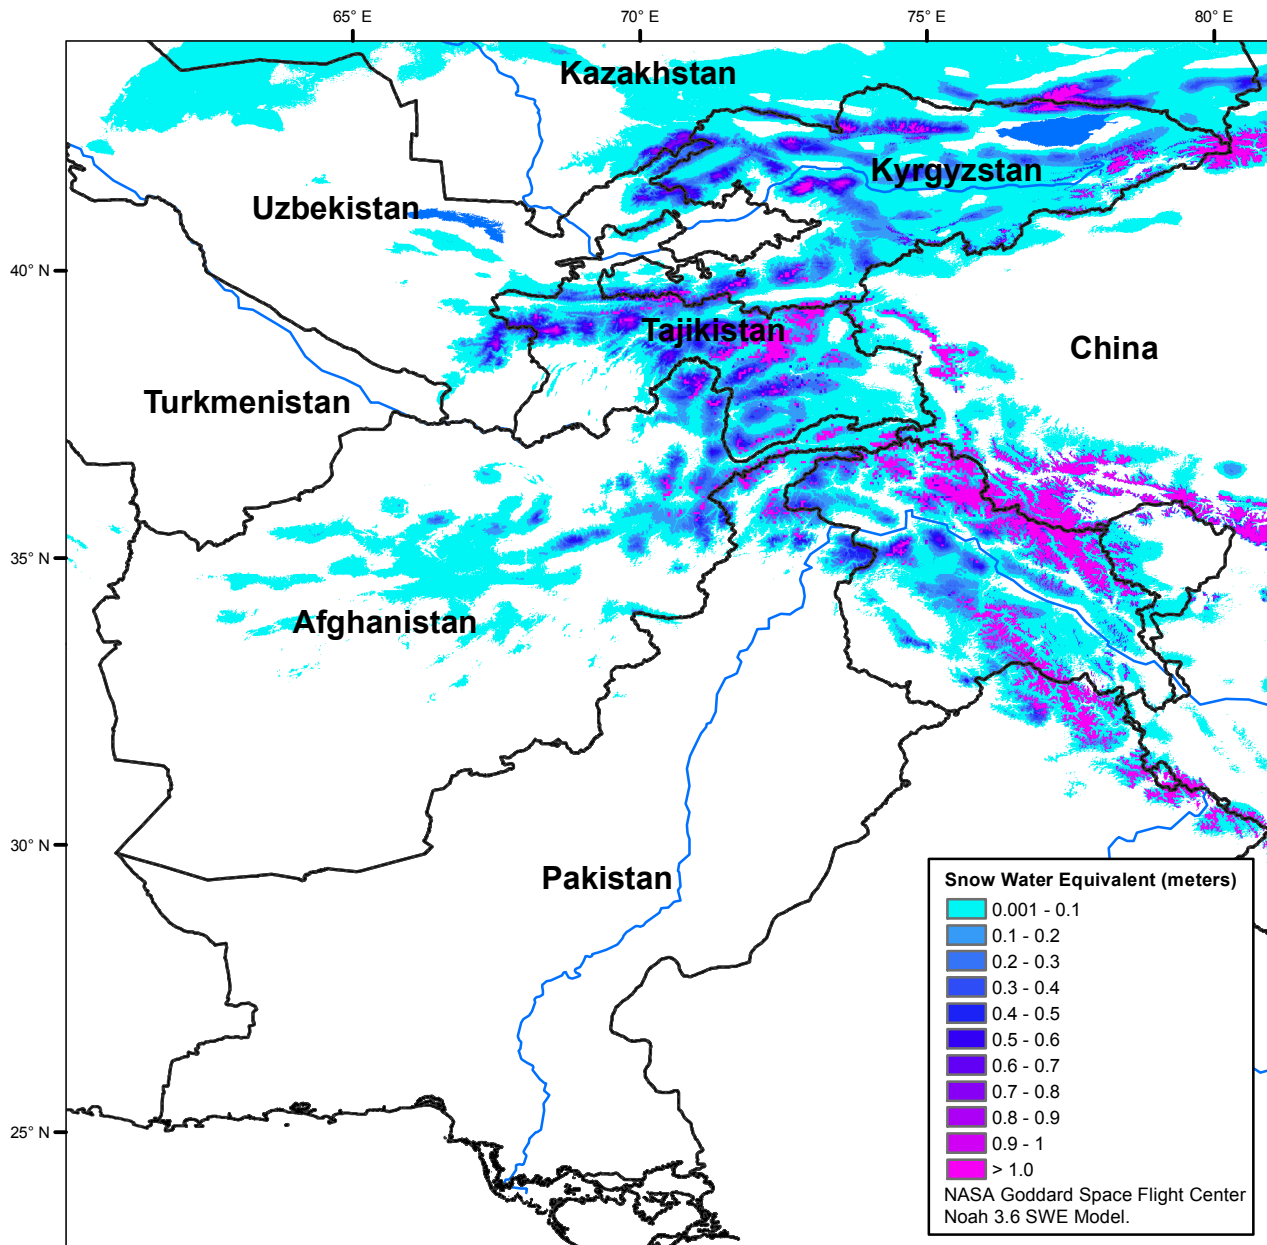 65° E
70° E
75° E
80° E
Kazakhstan
Kyrgyzstan
Uzbekistan
40° N
Tajikistan
China
Turkmenistan
35° N
Afghanistan
30° N
Pakistan
25° N
Snow Water Equivalent (meters)
0.001 - 0.1
0.1 - 0.2
0.2 - 0.3
0.3 - 0.4
0.4 - 0.5
0.5 - 0.6
0.6 - 0.7
0.7 - 0.8
0.8 - 0.9
0.9 - 1
> 1.0
NASA Goddard Space Flight Center
Noah 3.6 SWE Model.